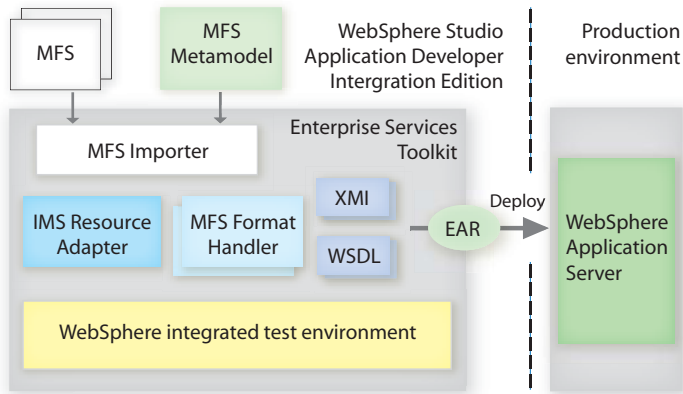 MFS
MFS
Metamodel
WebSphere Studio
Application Developer
Intergration Edition
Production
environment
Enterprise Services
Toolkit
MFS Importer
IMS Resource
Adapter
MFS Format
Handler
XMI
WSDL
EAR
Deploy
WebSphere
Application
Server
WebSphere integrated test environment